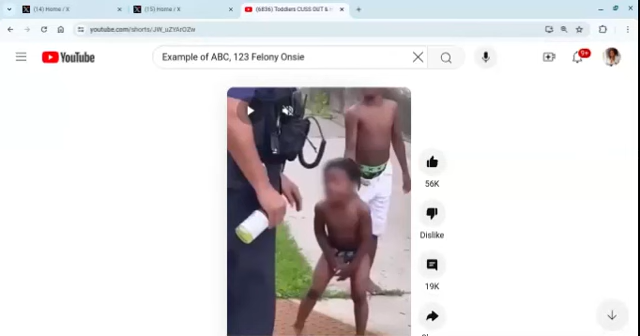 (14) Home / X
(15) Home / X
(6836) Toddlers CUSS OUT &
youtube.com/shorts/JW_uZYArOZw
YouTube
Example of ABC, 123 Felony Onsie
9+
56K
Dislike
19K